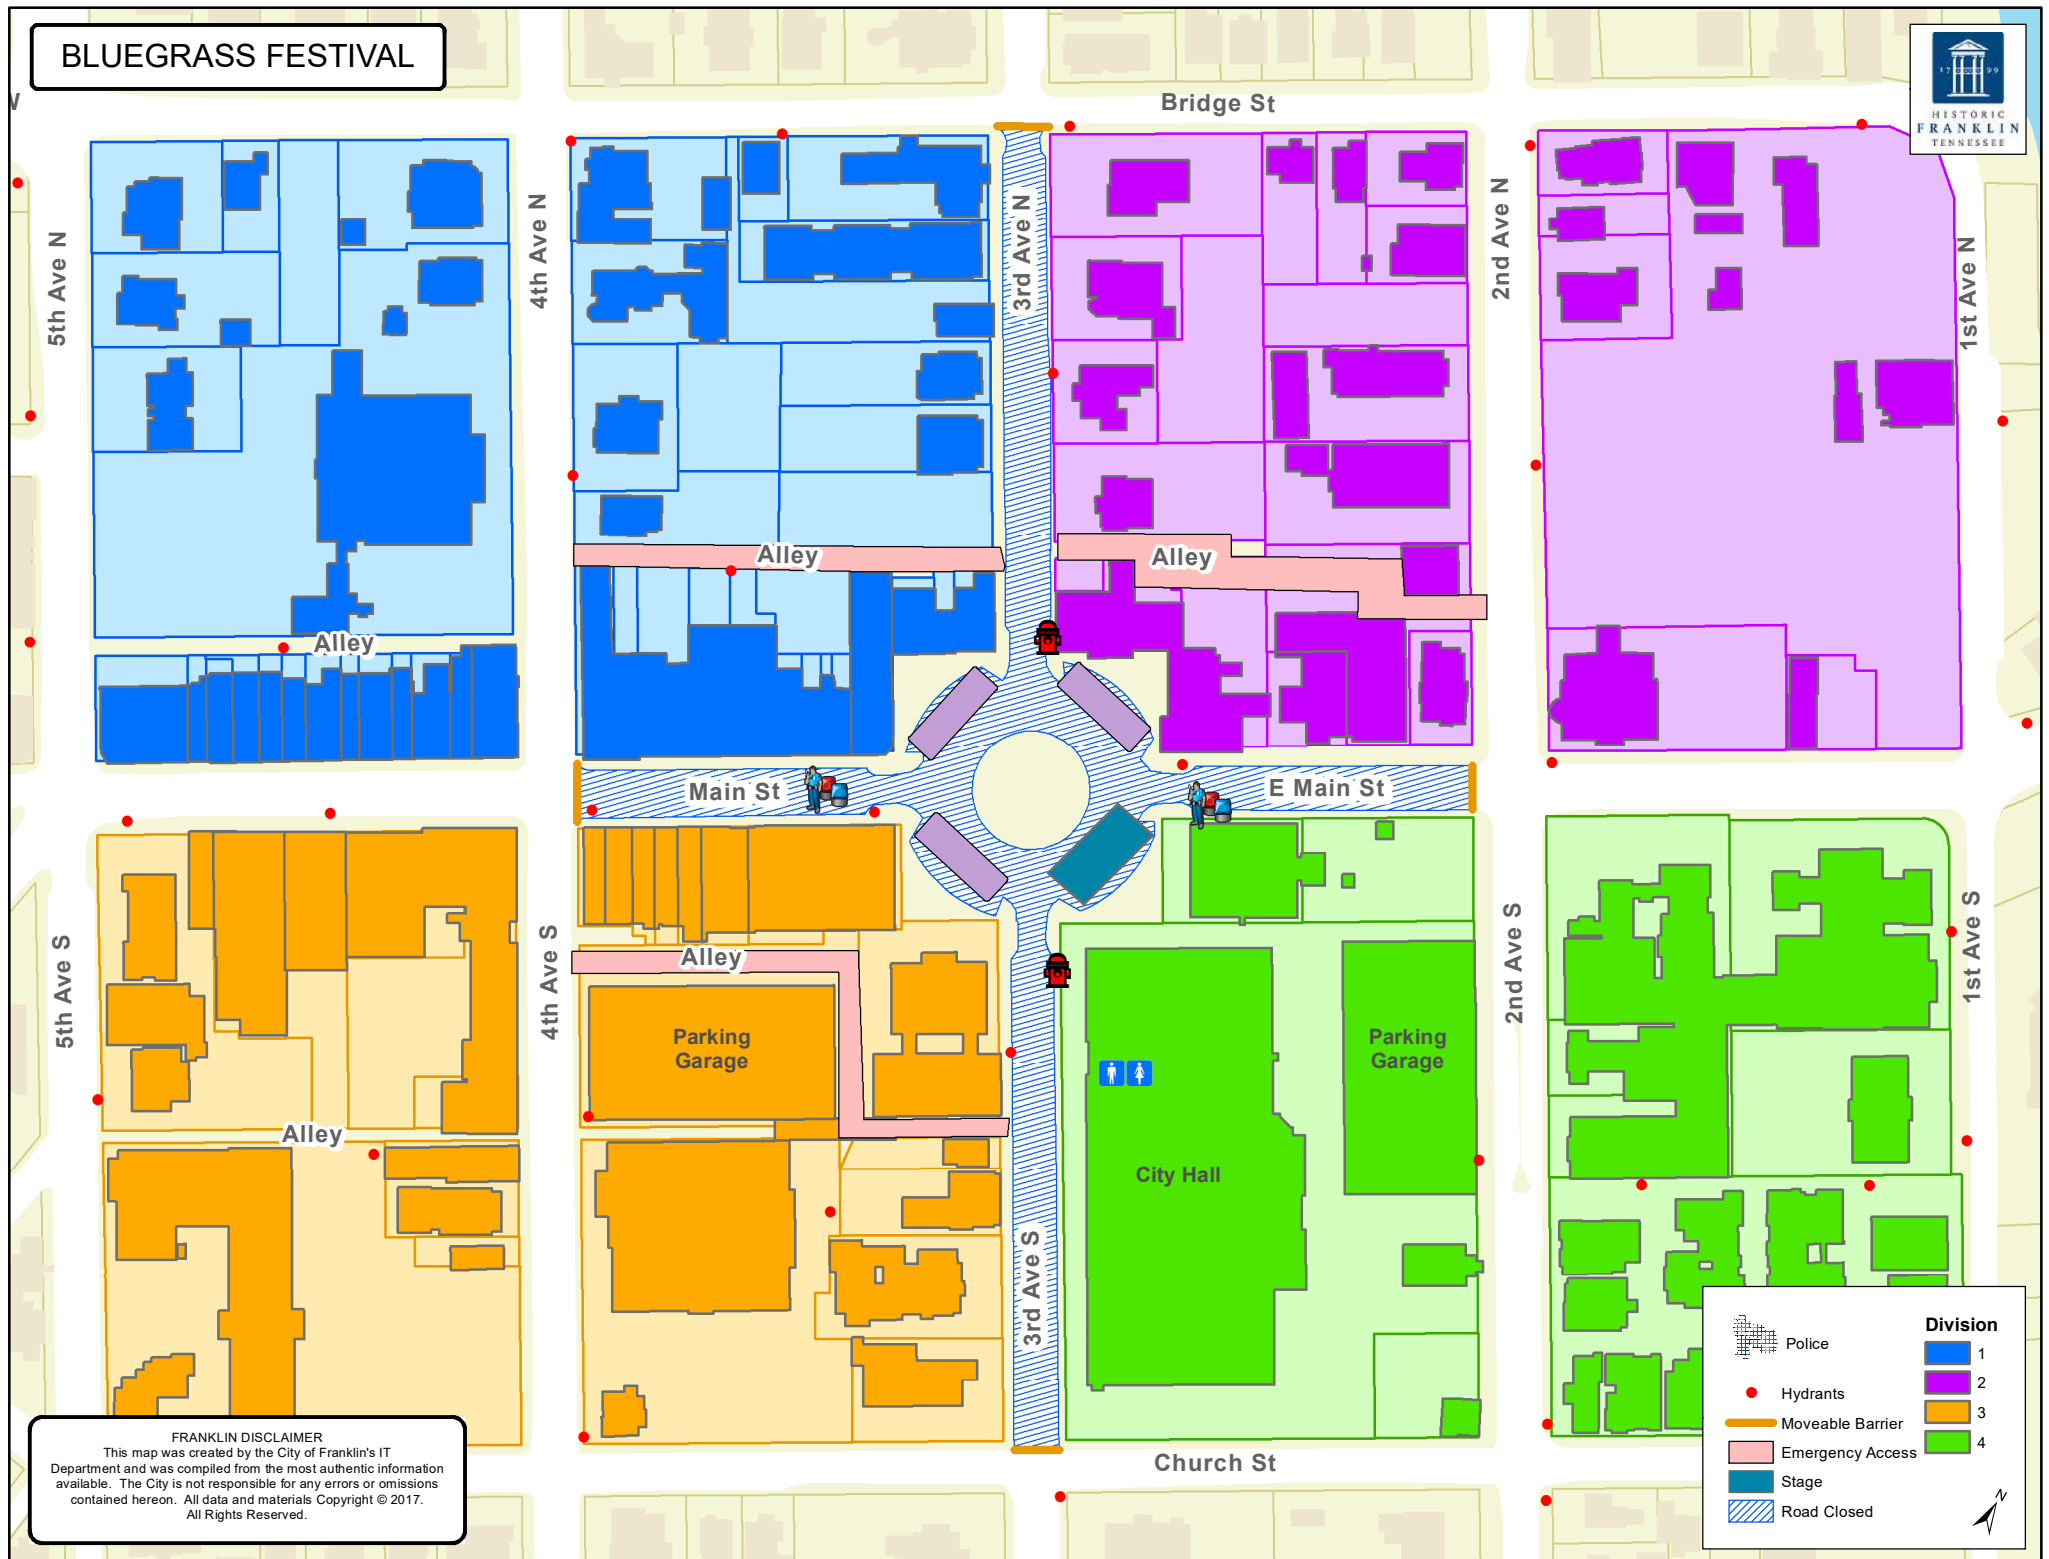 BLUEGRASS FESTIVAL
Bridge St
17 99
HISTORIC
FRANKLIN
TENNESSEE
5th Ave N
4th Ave N
3rd Ave N
2nd Ave N
1st Ave N
Alley
Alley
Alley
Main St
E Main St
5th Ave S
4th Ave S
3rd Ave S
2nd Ave S
1st Ave S
Alley
Parking
Garage
Parking
Garage
Alley
City Hall
Church St
FRANKLIN DISCLAIMER
This map was created by the City of Franklin's IT
Department and was compiled from the most authentic information
available. The City is not responsible for any errors or omissions
contained hereon. All data and materials Copyright © 2017.
All Rights Reserved.
Police
Hydrants
Moveable Barrier
Emergency Access
Stage
Road Closed
Division
1
2
3
4
N